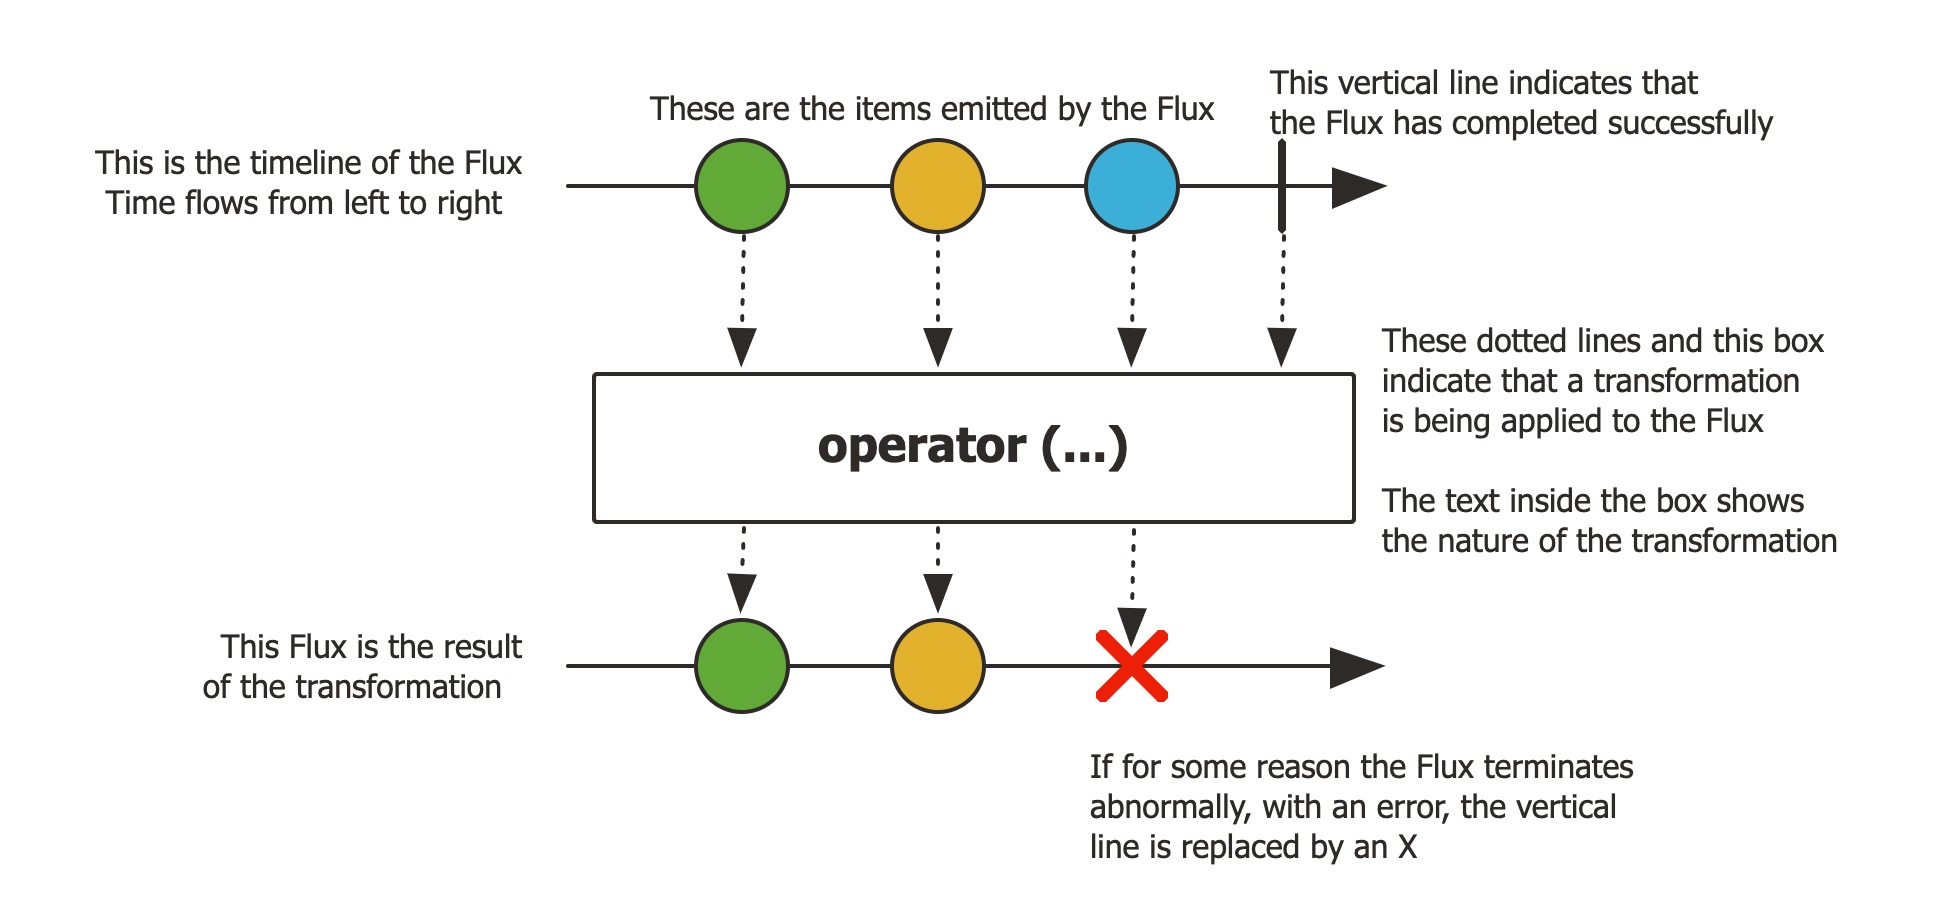 This vertical line indicates that
the Flux has completed successfully
These are the items emitted by the Flux
This is the timeline of the Flux
Time flows from left to right
These dotted lines and this box
indicate that a transformation
is being applied to the Flux
operator (...)
The text inside the box shows
the nature of the transformation
This Flux is the result
of the transformation
If for some reason the Flux terminates
abnormally, with an error, the vertical
line is replaced by an X